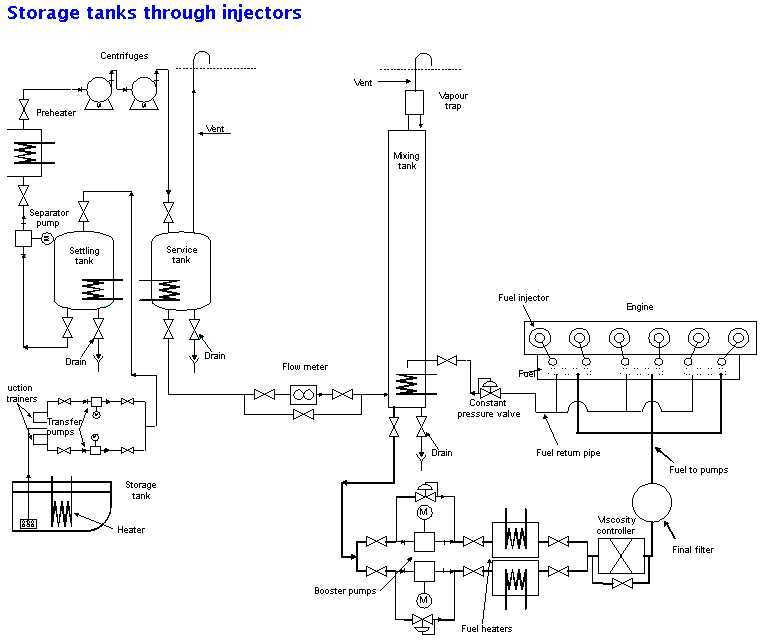 Storage tanks through injectors
Centrifuges
Vent
Vapour
trap
Preheater
Vent
Mixing
tank
Separator
pump
Settling
tank
Service
tank
Fuel injector
Engine
Drain
Drain
Flow meter
Fuel
Constant
pressure valve
uction
trainers
Transfer
pumps
Drain
Fuel return pipe
Fuel to pumps
Storage
tank
Heater
M
Viscosity
controller
Final filter
Booster pumps
M
Fuel heaters